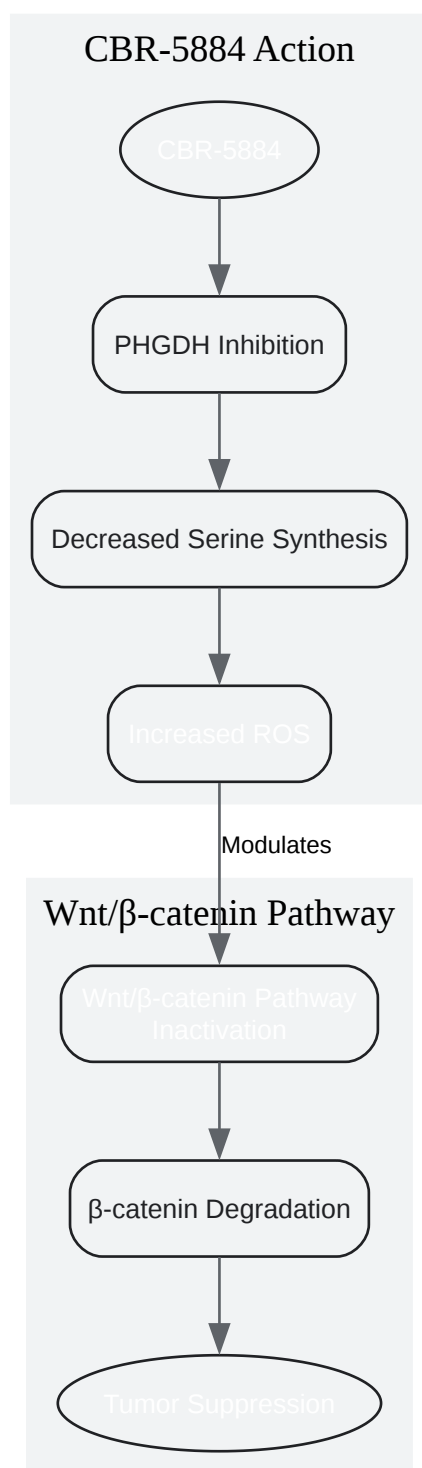 CBR-5884 Action
CBR-5884
PHGDH Inhibition
Decreased Serine Synthesis
Increased ROS
Modulates
Wnt/β-catenin Pathway
Wnt/β-catenin Pathway
Inactivation
β-catenin Degradation
Tumor Suppression